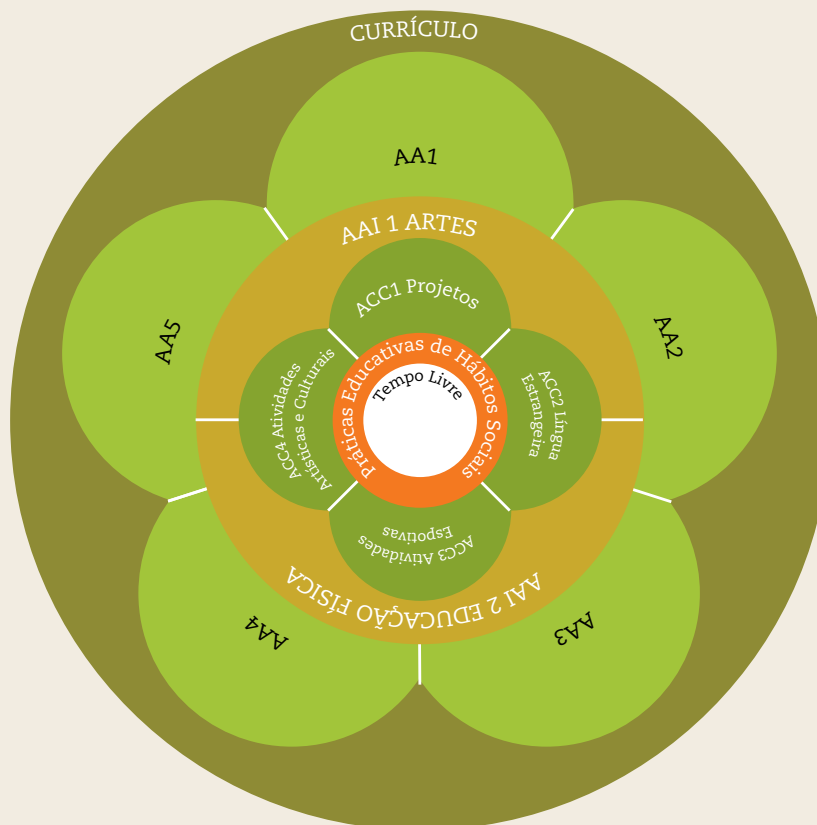 CURRÍCULO
AA1
AAI 1 ARTES
ACC1 Projetos
Práticas Educativas de Hábitos Sociais
Tempo Livre
AA5
AA2
ACC4 Atividades
Artísticas e Culturais
ACC2 Língua
Estrangeira
ACC3 Atividades
Espotivas
AAI 2 EDUCAÇÃO FÍSICA
AA4
AA3